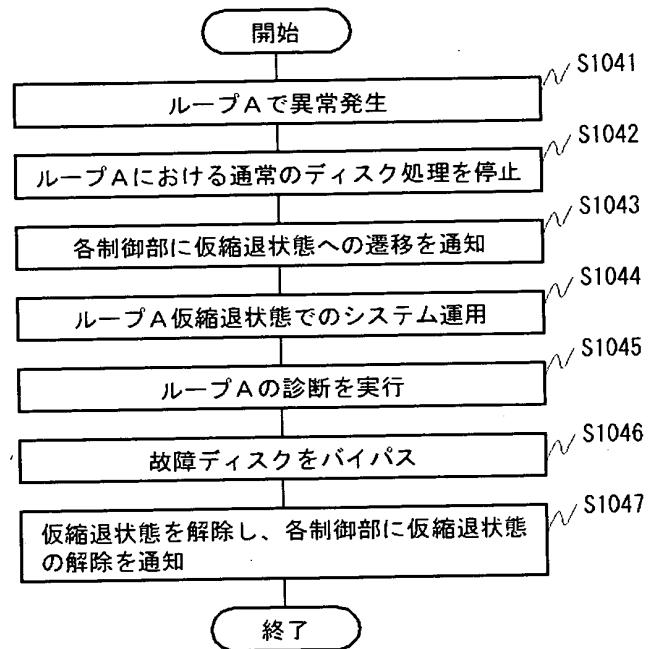 開始
S1041
ループAで異常発生
S1042
ループAにおける通常のディスク処理を停止
S1043
各制御部に仮縮退状態への遷移を通知
S1044
ループA仮縮退状態でのシステム運用
S1045
ループAの診断を実行
S1046
故障ディスクをバイパス
S1047
仮縮退状態を解除し、各制御部に仮縮退状態
の解除を通知
終了